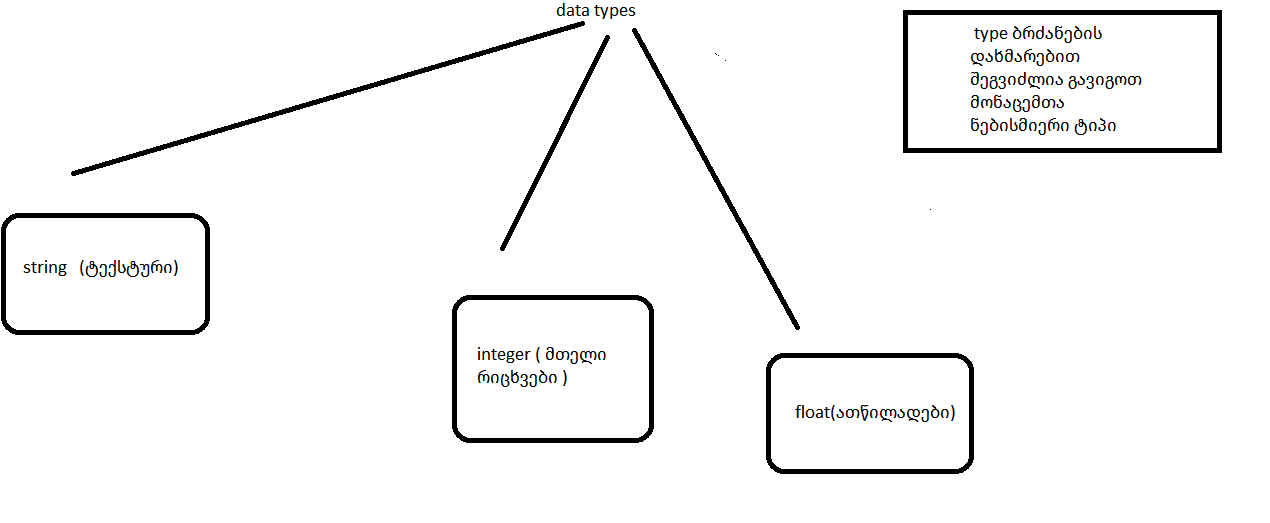 data types
type ბრძანების
დახმარებით
შეგვიძლია გავიგოთ
მონაცემთა
ნებისმიერი ტიპი
string (ტექსტური)
integer ( მთელი
რიცხვები )
float(ათწილადები)